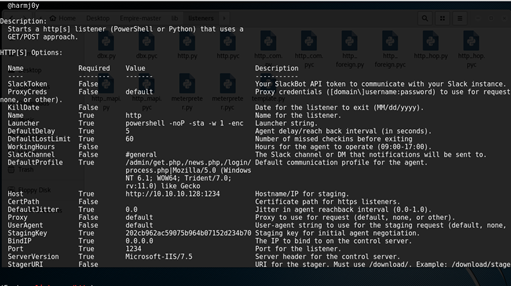 @harmj0y
Description:
Starts a http[s] listener (PowerShell or Python) that uses a
GET/POST approach.
HTTP[S] Options:
Name Required Value Description
---- -------- ------- -----------
SlackToken False Your SlackBot API token to communicate with your Slack instance.
ProxyCreds False default Proxy credentials ([domain\]username:password) to use for request
none, or other).
KillDate False Date for the listener to exit (MM/dd/yyyy).
Name True http Name for the listener.
Launcher True powershell -noP -sta -w 1 -enc Launcher string.
DefaultDelay True 5 Agent delay/reach back interval (in seconds).
DefaultLostLimit True 60 Number of missed checkins before exiting
WorkingHours False Hours for the agent to operate (09:00-17:00).
SlackChannel False #general The Slack channel or DM that notifications will be sent to.
DefaultProfile True /admin/get.php,/news.php,/login/ Default communication profile for the agent.
process.php|Mozilla/5.0 (Windows
NT 6.1; WOW64; Trident/7.0;
rv:11.0) like Gecko
Host True http://10.10.10.128:1234 Hostname/IP for staging.
CertPath False Certificate path for https listeners.
DefaultJitter True 0.0 Jitter in agent reachback interval (0.0-1.0).
Proxy False default Proxy to use for request (default, none, or other).
UserAgent False default User-agent string to use for the staging request (default, none,
StagingKey True 202cb962ac59075b964b07152d234b70 Staging key for initial agent negotiation.
BindIP True 0.0.0.0 The IP to bind to on the control server.
Port True 1234 Port for the listener.
ServerVersion True Microsoft-IIS/7.5 Server header for the control server.
StagerURI False URI for the stager. Must use /download/. Example: /download/stage